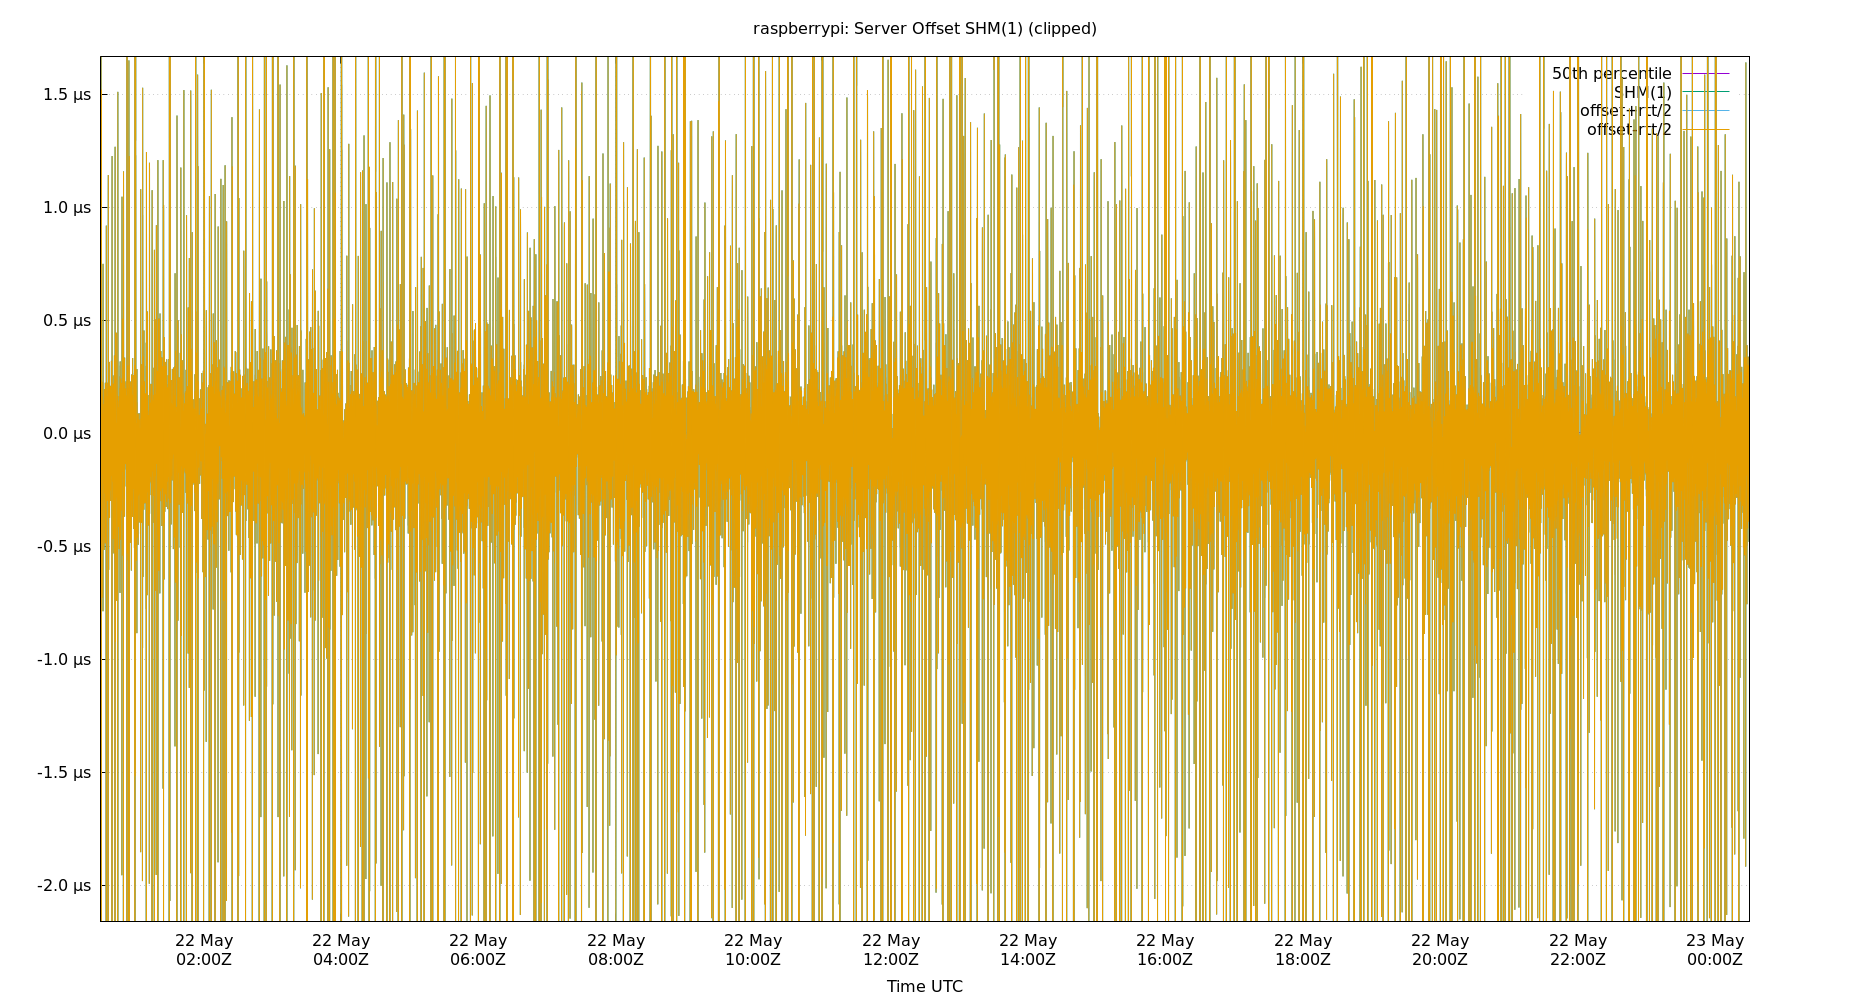 raspberrypi: Server Offset SHM(1) (clipped)
50th percentile
SHM(1)
offset+rtt/2
offset-rtt/2
1.5 µs
1.0 µs
0.5 µs
0.0 µs
-0.5 µs
-1.0 µs
-1.5 µs
-2.0 µs
22 May 22 May 22 May 22 May 22 May 22 May 22 May 22 May 22 May 22 May 22 May 23 May
02:00Z 04:00Z 06:00Z 08:00Z 10:00Z 12:00Z 14:00Z 16:00Z 18:00Z 20:00Z 22:00Z 00:00Z
Time UTC